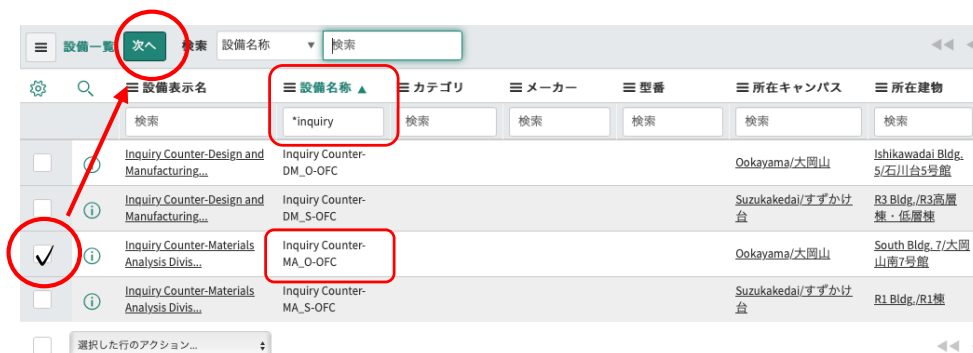 設備一覧 次へ 検索 設備名称 ▼ 検索
設備表示名 設備名称 ▲ カテゴリ メーカー 型番 所在キャンパス 所在建物
検索 *inquiry 検索 検索 検索 検索 検索
Inquiry Counter-Design and Inquiry Counter- Ishikawadai Bldg.
Manufacturing... DM_O-OFC Ookayama/大岡山 5/石川台5号館
Inquiry Counter-Design and Inquiry Counter- Suzukakedai/すずかけ R3 Bldg./R3高層
Manufacturing... DM_S-OFC 台 棟・低層棟
Inquiry Counter-Materials Inquiry Counter- South Bldg. 7/大岡
Analysis Divis... MA_O-OFC Ookayama/大岡山 山南7号館
Inquiry Counter-Materials Inquiry Counter- Suzukakedai/すずかけ R1 Bldg./R1棟
Analysis Divis... MA_S-OFC 台
選択した行のアクション...